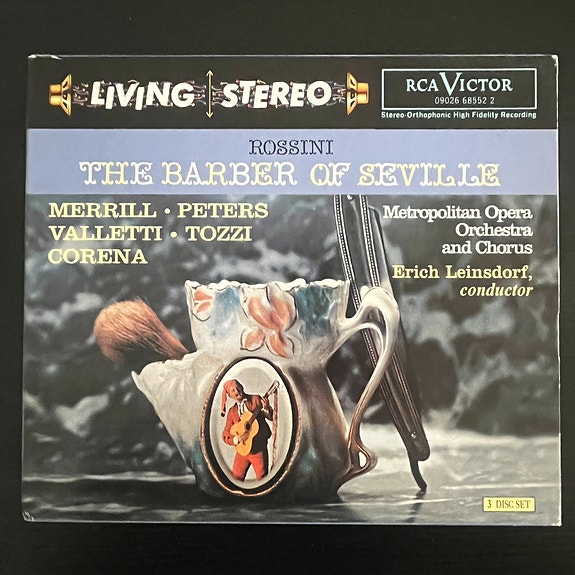 LIVING STEREO
RCA VICTOR
09026 68552 2
Stereo-Orthophonic High Fidelity Recording
ROSSINI
THE BARBER OF SEVILLE
MERRILL • PETERS
VALLETTI • TOZZI
CORENA
Metropolitan Opera
Orchestra
and Chorus
Erich Leinsdorf,
conductor
3 DISC SET